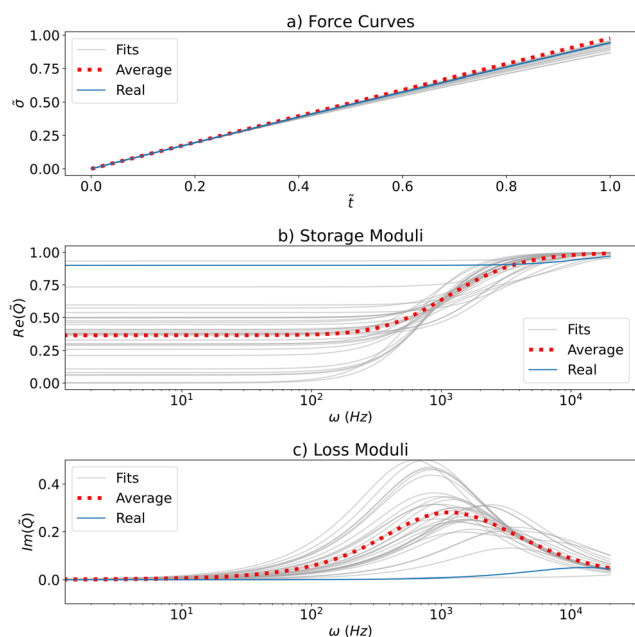 a) Force Curves
1.00
0.75
0.50
0.25
0.00
σ̃
Fits
Average
Real
0.0 0.2 0.4 0.6 0.8 1.0
t̃
b) Storage Moduli
1.00
0.75
0.50
0.25
0.00
Re(Q̃)
Fits
Average
Real
10¹ 10² 10³ 10⁴
ω (Hz)
c) Loss Moduli
0.4
0.2
0.0
Im(Q̃)
Fits
Average
Real
10¹ 10² 10³ 10⁴
ω (Hz)